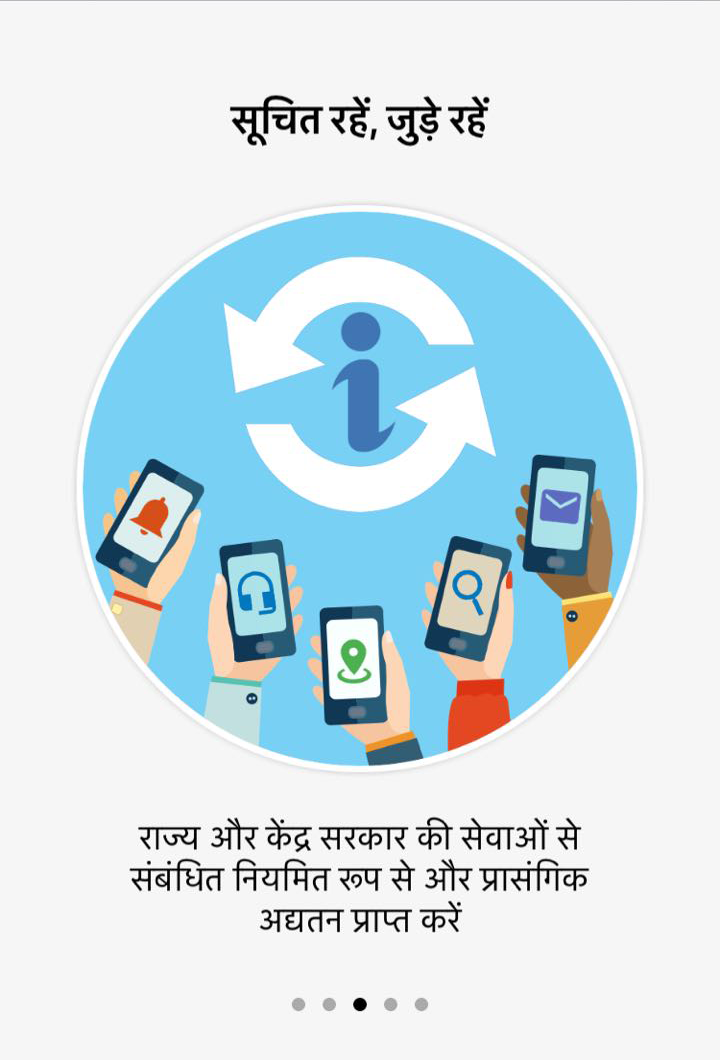 सूचित रहें, जुड़े रहें
i
राज्य और केंद्र सरकार की सेवाओं से
संबंधित नियमित रूप से और प्रासंगिक
अद्यतन प्राप्त करें